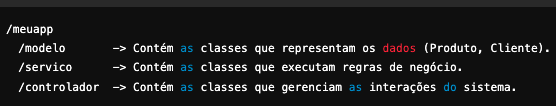 /meuapp
  /modelo       -> Contém as classes que representam os dados (Produto, Cliente).
  /servico      -> Contém as classes que executam regras de negócio.
  /controlador  -> Contém as classes que gerenciam as interações do sistema.